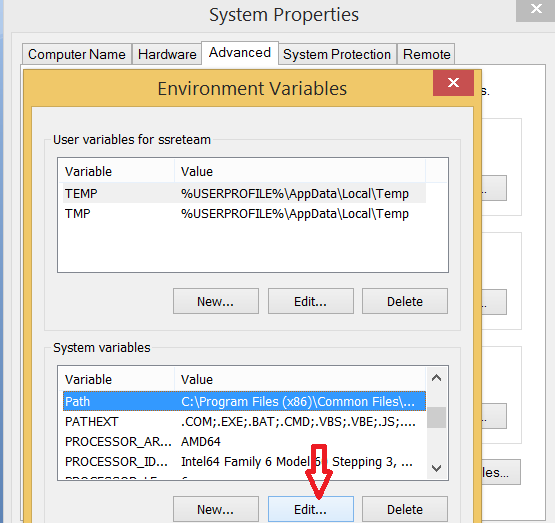 System Properties
Computer Name Hardware Advanced System Protection Remote
Environment Variables
s.
User variables for ssreteam
Variable Value
TEMP %USERPROFILE%\AppData\Local\Temp
TMP %USERPROFILE%\AppData\Local\Temp
...
New... Edit... Delete
...
System variables
Variable Value
Path C:\Program Files (x86)\Common Files\...
PATHEXT .COM;.EXE;.BAT;.CMD;.VBS;.VBE;.JS;....
PROCESSOR_AR... AMD64
...
PROCESSOR_ID... Intel64 Family 6 Model 6 Stepping 3, ...
les...
New... Edit... Delete